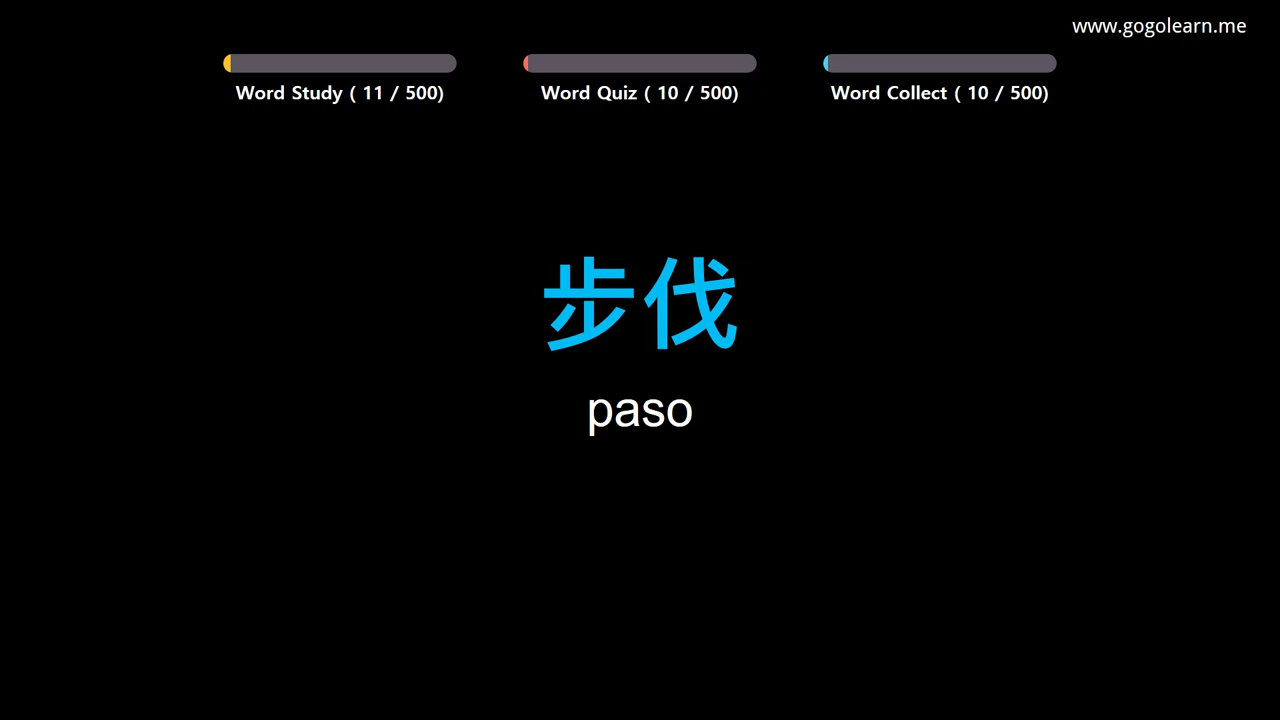 www.gogolearn.me
Word Study ( 11 / 500)
Word Quiz ( 10 / 500)
Word Collect ( 10 / 500)
步伐
paso